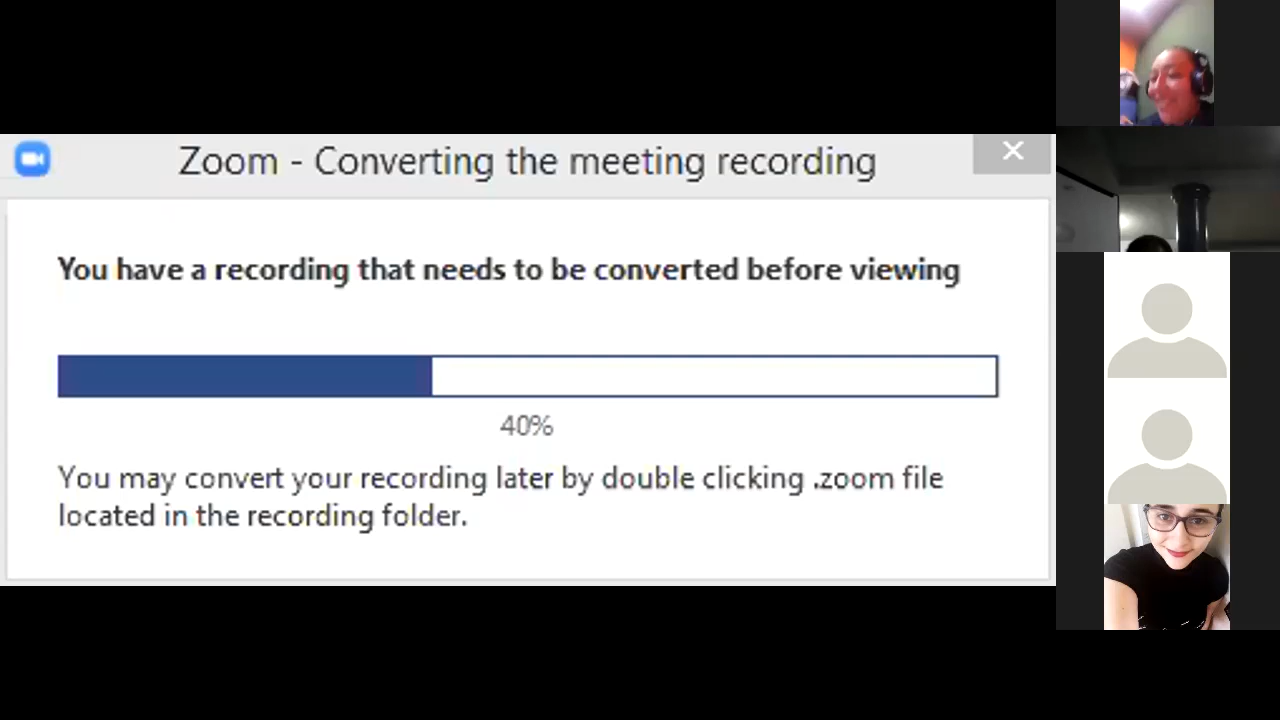 Zoom - Converting the meeting recording
You have a recording that needs to be converted before viewing
40%
You may convert your recording later by double clicking .zoom file
located in the recording folder.